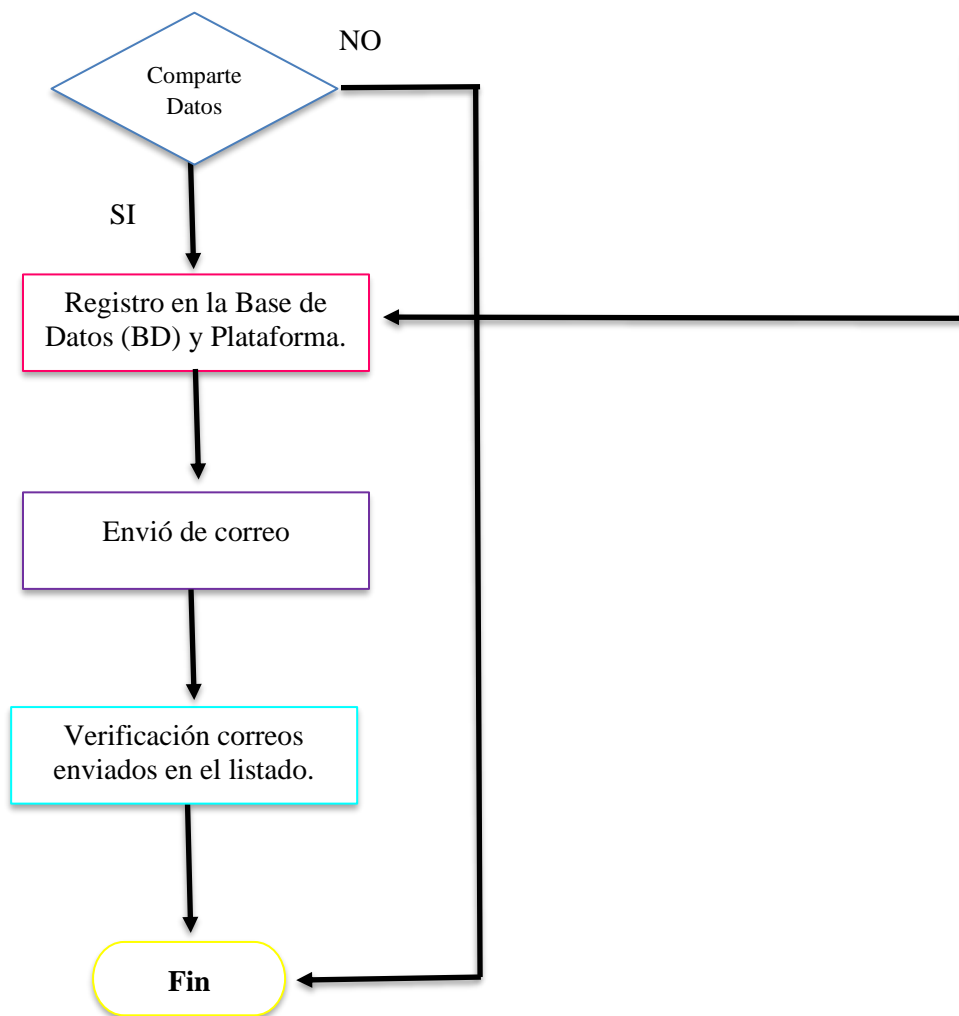 NO
Comparte
Datos
SI
Registro en la Base de
Datos (BD) y Plataforma.
Envió de correo
Verificación correos
enviados en el listado.
Fin